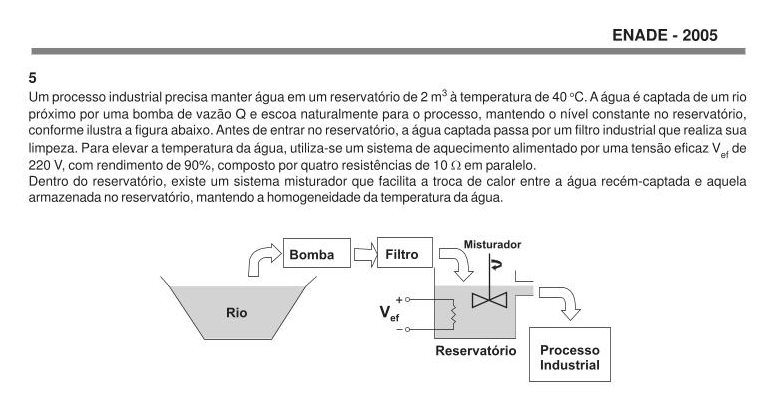 ENADE - 2005
5
Um processo industrial precisa manter água em um reservatório de 2 m³ à temperatura de 40 ºC. A água é captada de um rio
próximo por uma bomba de vazão Q e escoa naturalmente para o processo, mantendo o nível constante no reservatório,
conforme ilustra a figura abaixo. Antes de entrar no reservatório, a água captada passa por um filtro industrial que realiza sua
limpeza. Para elevar a temperatura da água, utiliza-se um sistema de aquecimento alimentado por uma tensão eficaz Vef de
220 V, com rendimento de 90%, composto por quatro resistências de 10 Ω em paralelo.
Dentro do reservatório, existe um sistema misturador que facilita a troca de calor entre a água recém-captada e aquela
armazenada no reservatório, mantendo a homogeneidade da temperatura da água.
Misturador
Bomba
Filtro
Rio
+
Vef
–
Reservatório
Processo
Industrial